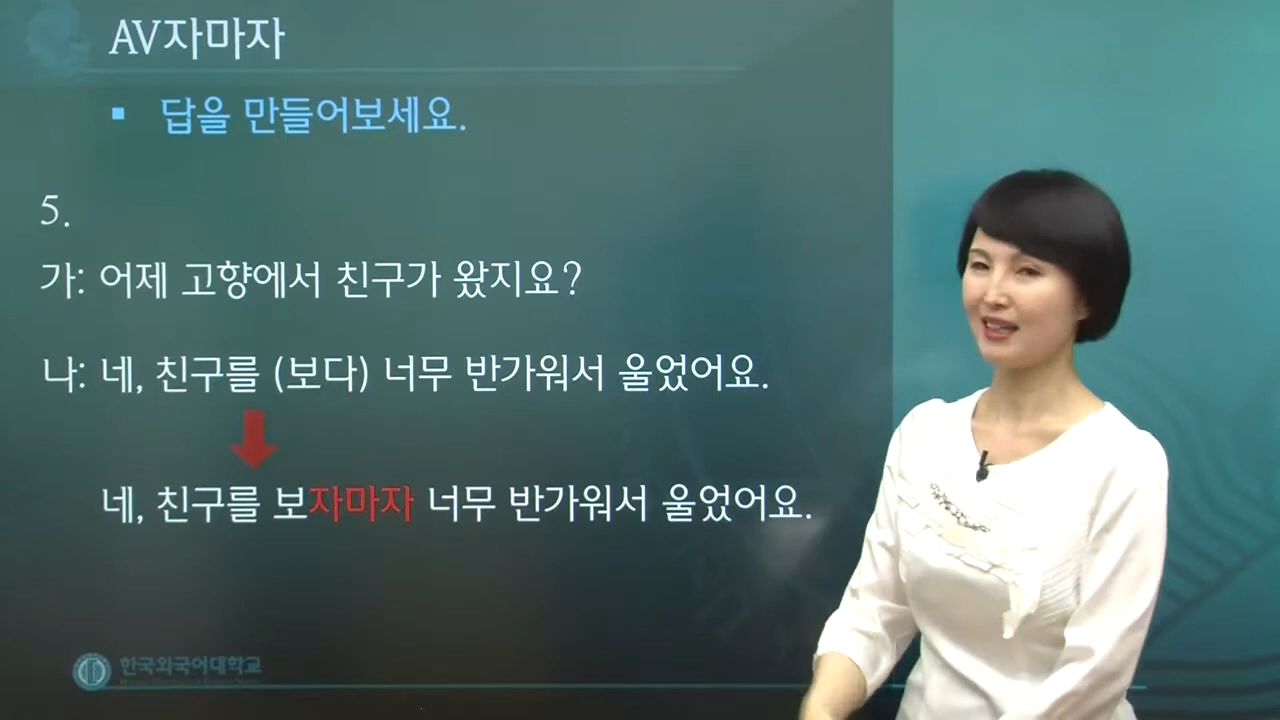 AV자마자
▪ 답을 만들어보세요.
5.
가: 어제 고향에서 친구가 왔지요?
나: 네, 친구를 (보다) 너무 반가워서 울었어요.
네, 친구를 보자마자 너무 반가워서 울었어요.
한국외국어대학교